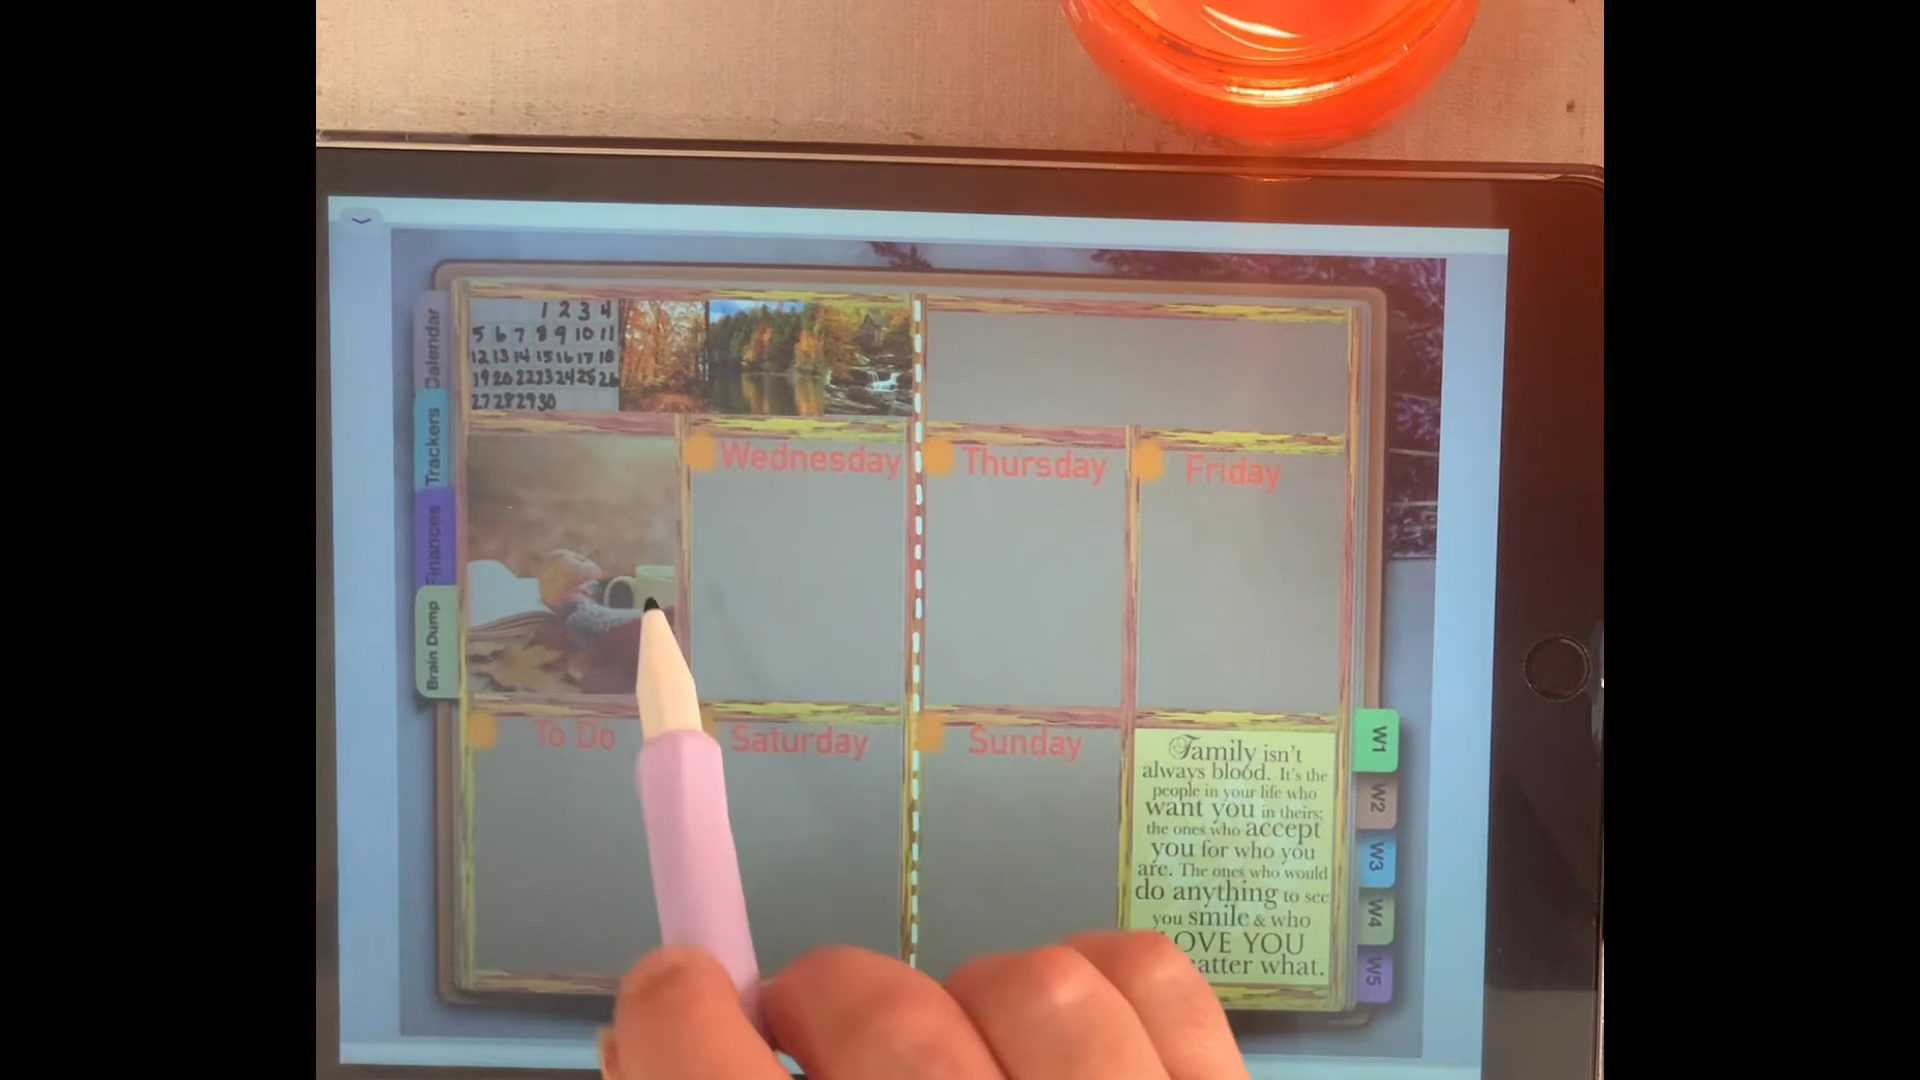 1 2 3 4
5 6 7 8 9 10 11
12 13 14 15 16 17 18
19 20 22 23 24 25 26
27 28 29 30
Calendar
Trackers
Finances
Brain Dump
Wednesday
Thursday
Friday
To Do
Saturday
Sunday
Family isn't
always blood. It's the
people in your life who
want you in theirs;
the ones who accept
you for who you
are. The ones who would
do anything to see
you smile & who
OVE YOU
atter what.
W1
W2
W3
W4
W5